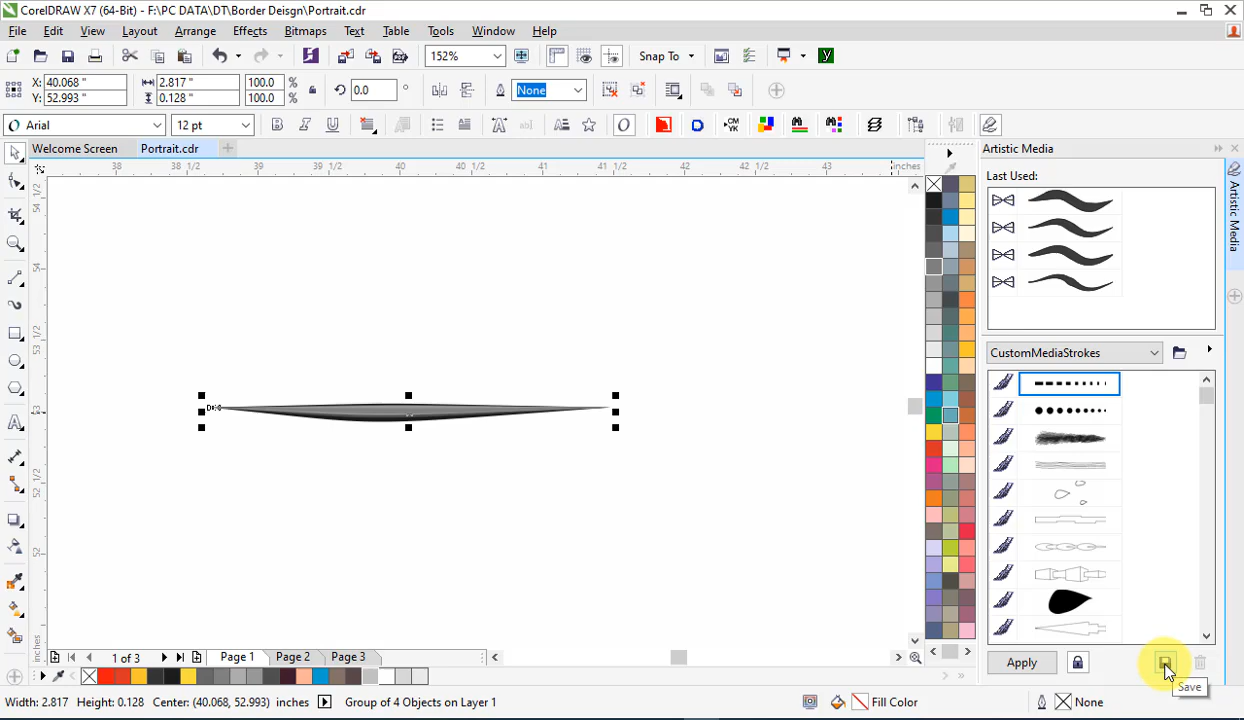 CorelDRAW X7 (64-Bit) - F:\PC DATA\DT\Border Deisgn\Portrait.cdr
File Edit View Layout Arrange Effects Bitmaps Text Table Tools Window Help
152% Snap To
X: 40.068 " 2.817 " 100.0 % 0.0 ° None
Y: 52.993 " 0.128 " 100.0 %
Arial 12 pt
Welcome Screen Portrait.cdr
Artistic Media
38 38 1/2 39 39 1/2 40 40 1/2 41 41 1/2 42 42 1/2 43 inches
Last Used:
Artistic Media
CustomMediaStrokes
Apply
Save
1 of 3 Page 1 Page 2 Page 3
Width: 2.817 Height: 0.128 Center: (40.068, 52.993) inches Group of 4 Objects on Layer 1 Fill Color None